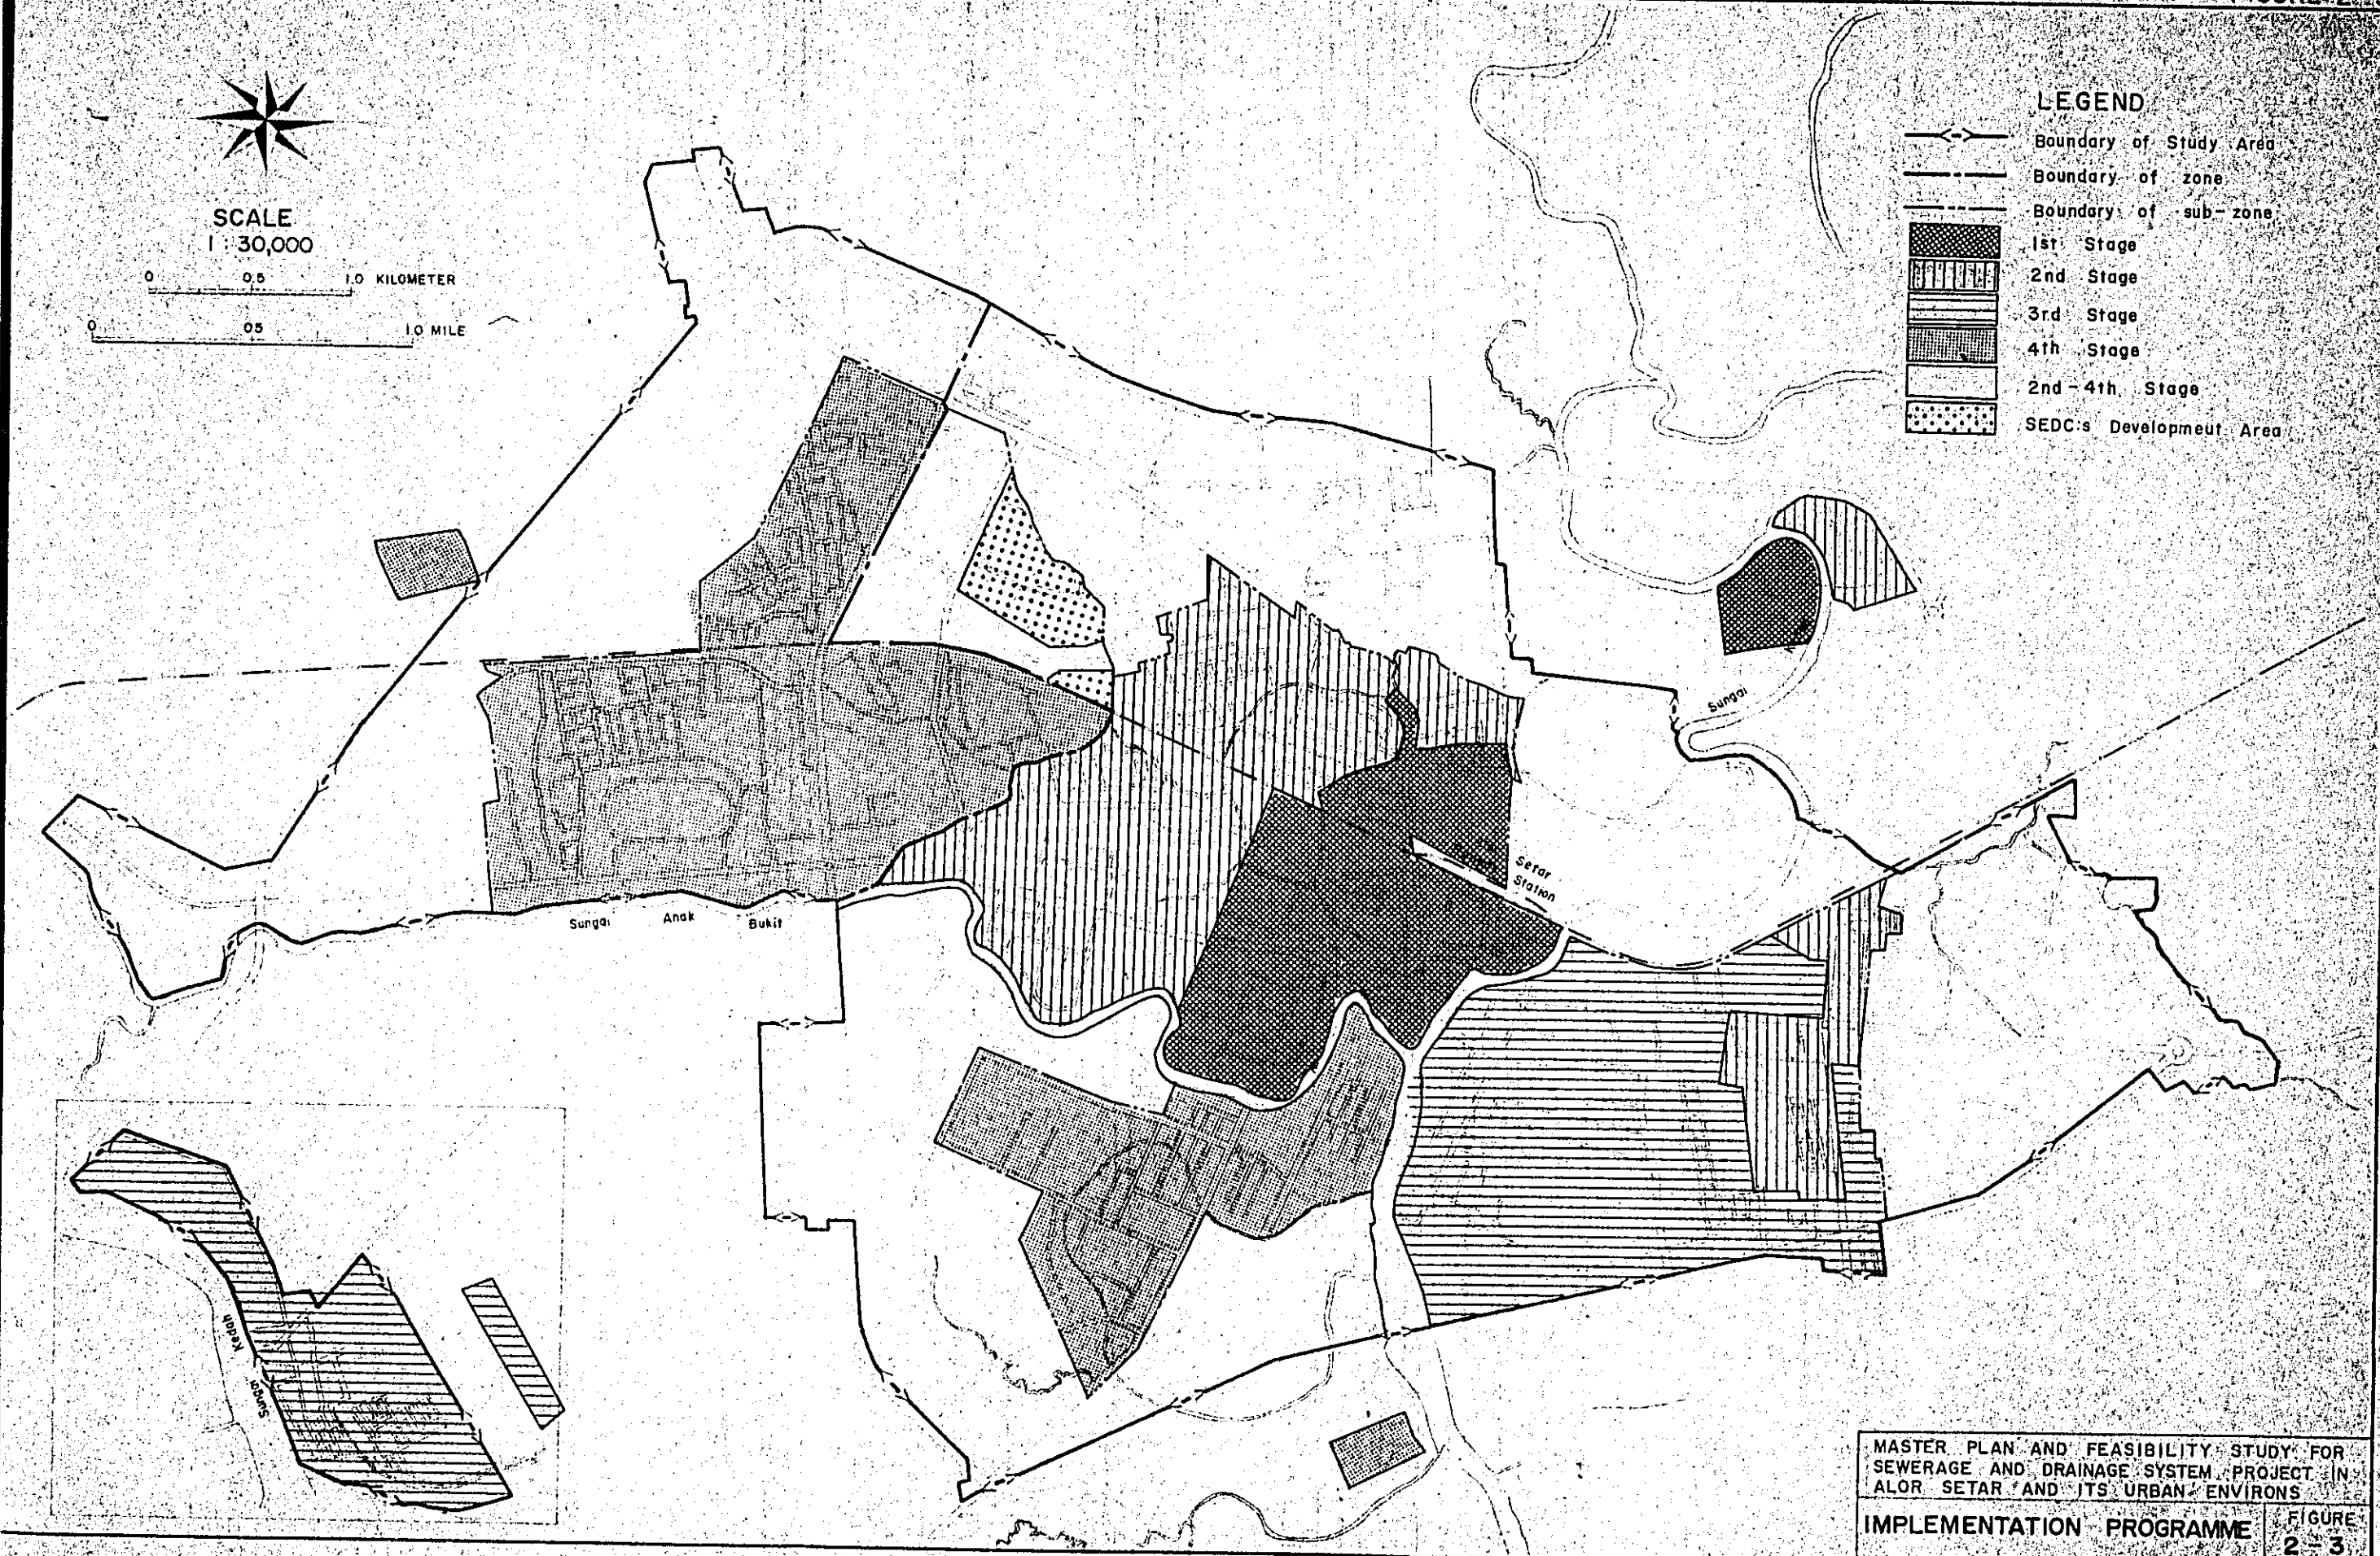 SCALE
1 : 30,000
0 0.5 1.0 KILOMETER
0 0.5 1.0 MILE
LEGEND
Boundary of Study Area
Boundary of zone
Boundary of sub-zone
1st Stage
2nd Stage
3rd Stage
4th Stage
2nd-4th Stage
SEDC's Development Area
Sungai
Setar
Station
Sungai Anak Bukit
Sungai Kedah
MASTER PLAN AND FEASIBILITY STUDY FOR
SEWERAGE AND DRAINAGE SYSTEM PROJECT IN
ALOR SETAR AND ITS URBAN ENVIRONS
IMPLEMENTATION PROGRAMME
FIGURE
2-3